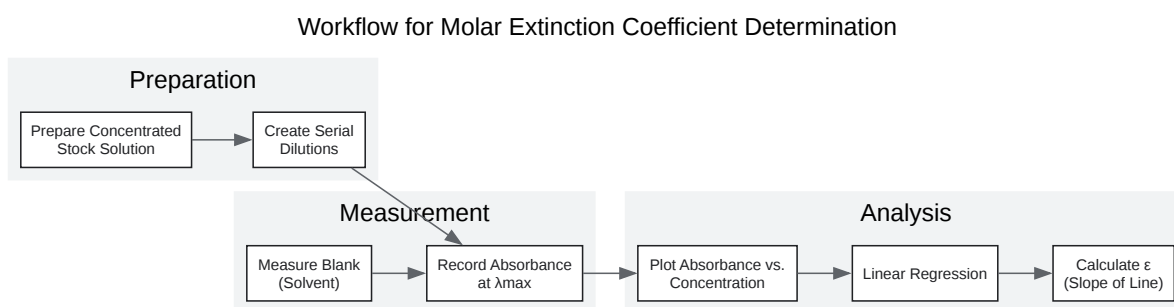 Workflow for Molar Extinction Coefficient Determination
Preparation
Prepare Concentrated
Stock Solution
Create Serial
Dilutions
Measurement
Measure Blank
(Solvent)
Record Absorbance
at λmax
Analysis
Plot Absorbance vs.
Concentration
Linear Regression
Calculate ε
(Slope of Line)